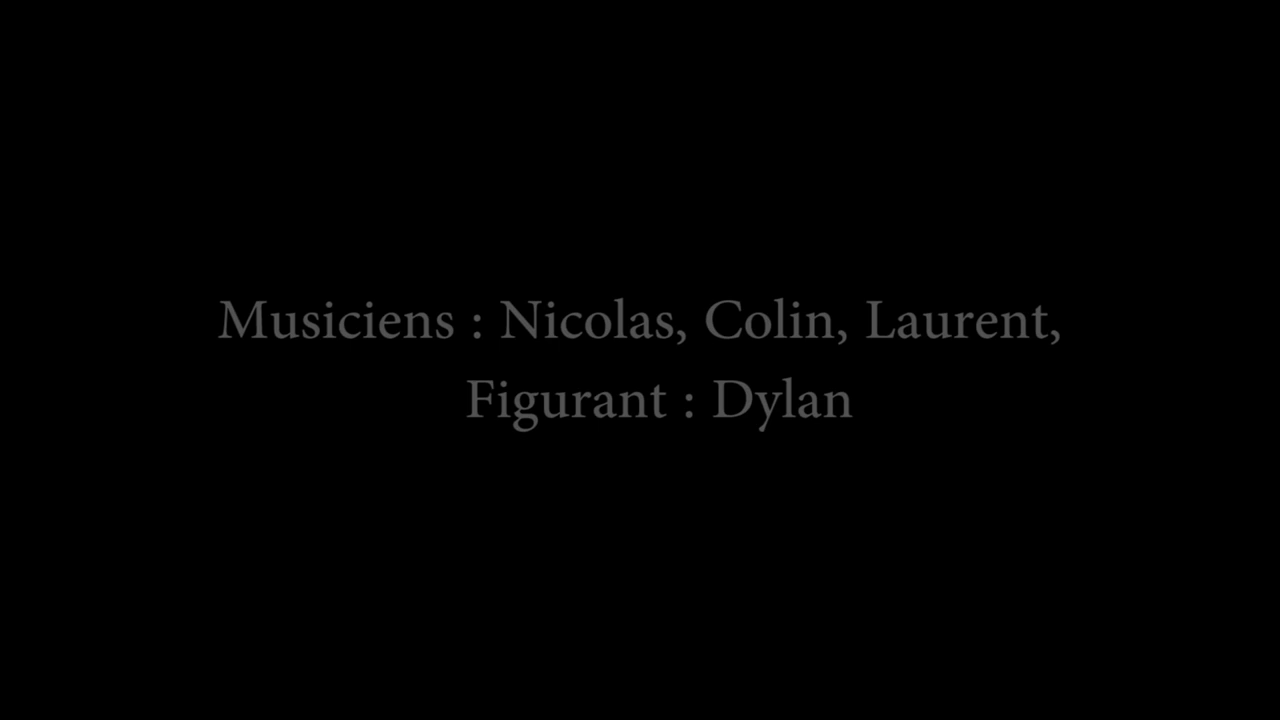 Musiciens : Nicolas, Colin, Laurent,
Figurant : Dylan